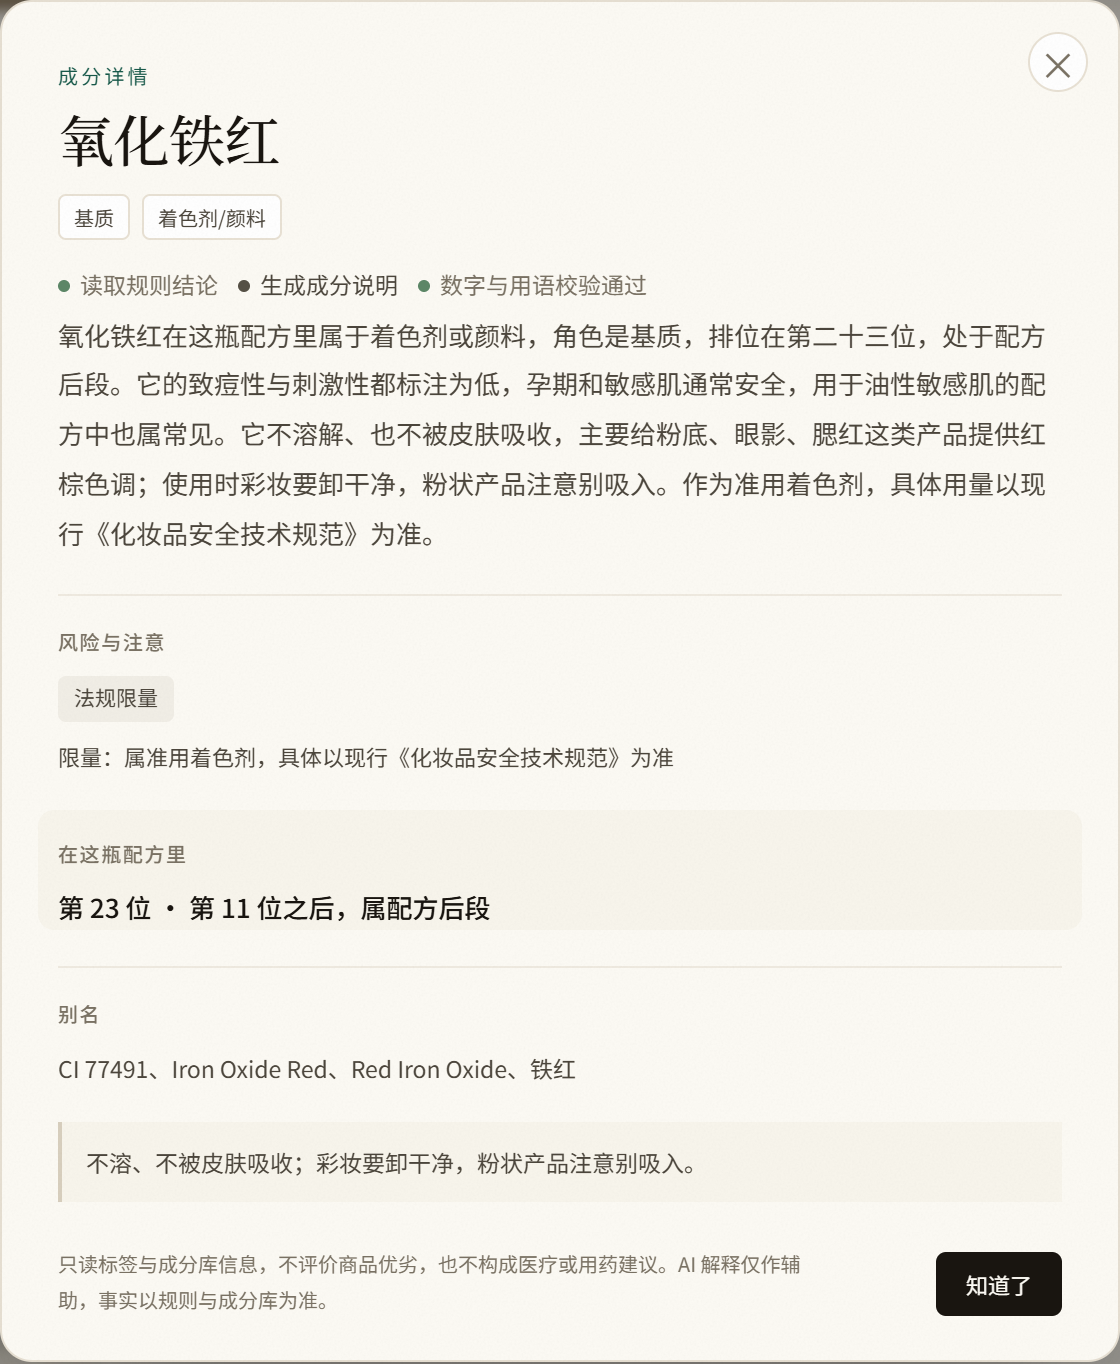 成分详情
氧化铁红
基质 着色剂/颜料
读取规则结论 生成成分说明 数字与用语校验通过
氧化铁红在这瓶配方里属于着色剂或颜料，角色是基质，排位在第二十三位，处于配方
后段。它的致痘性与刺激性都标注为低，孕期和敏感肌通常安全，用于油性敏感肌的配
方中也属常见。它不溶解、也不被皮肤吸收，主要给粉底、眼影、腮红这类产品提供红
棕色调；使用时彩妆要卸干净，粉状产品注意别吸入。作为准用着色剂，具体用量以现
行《化妆品安全技术规范》为准。
风险与注意
法规限量
限量：属准用着色剂，具体以现行《化妆品安全技术规范》为准
在这瓶配方里
第 23 位 · 第 11 位之后，属配方后段
别名
CI 77491、Iron Oxide Red、Red Iron Oxide、铁红
不溶、不被皮肤吸收；彩妆要卸干净，粉状产品注意别吸入。
只读标签与成分库信息，不评价商品优劣，也不构成医疗或用药建议。AI 解释仅作辅
助，事实以规则与成分库为准。
知道了